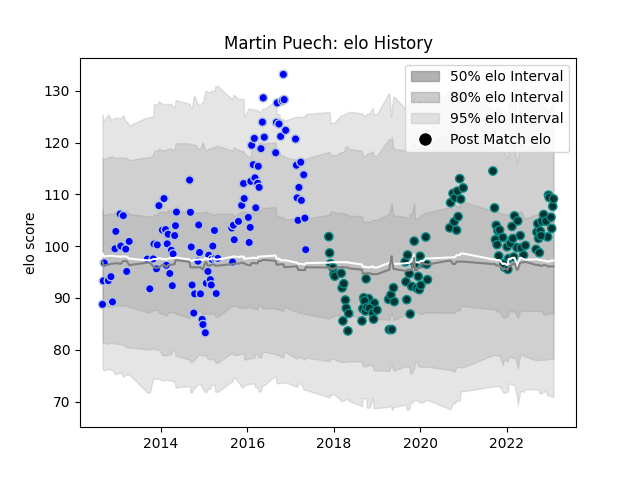 Martin Puech: elo History
50% elo Interval
80% elo Interval
95% elo Interval
Post Match elo
elo score
130
120
110
100
90
80
70
2014
2016
2018
2020
2022